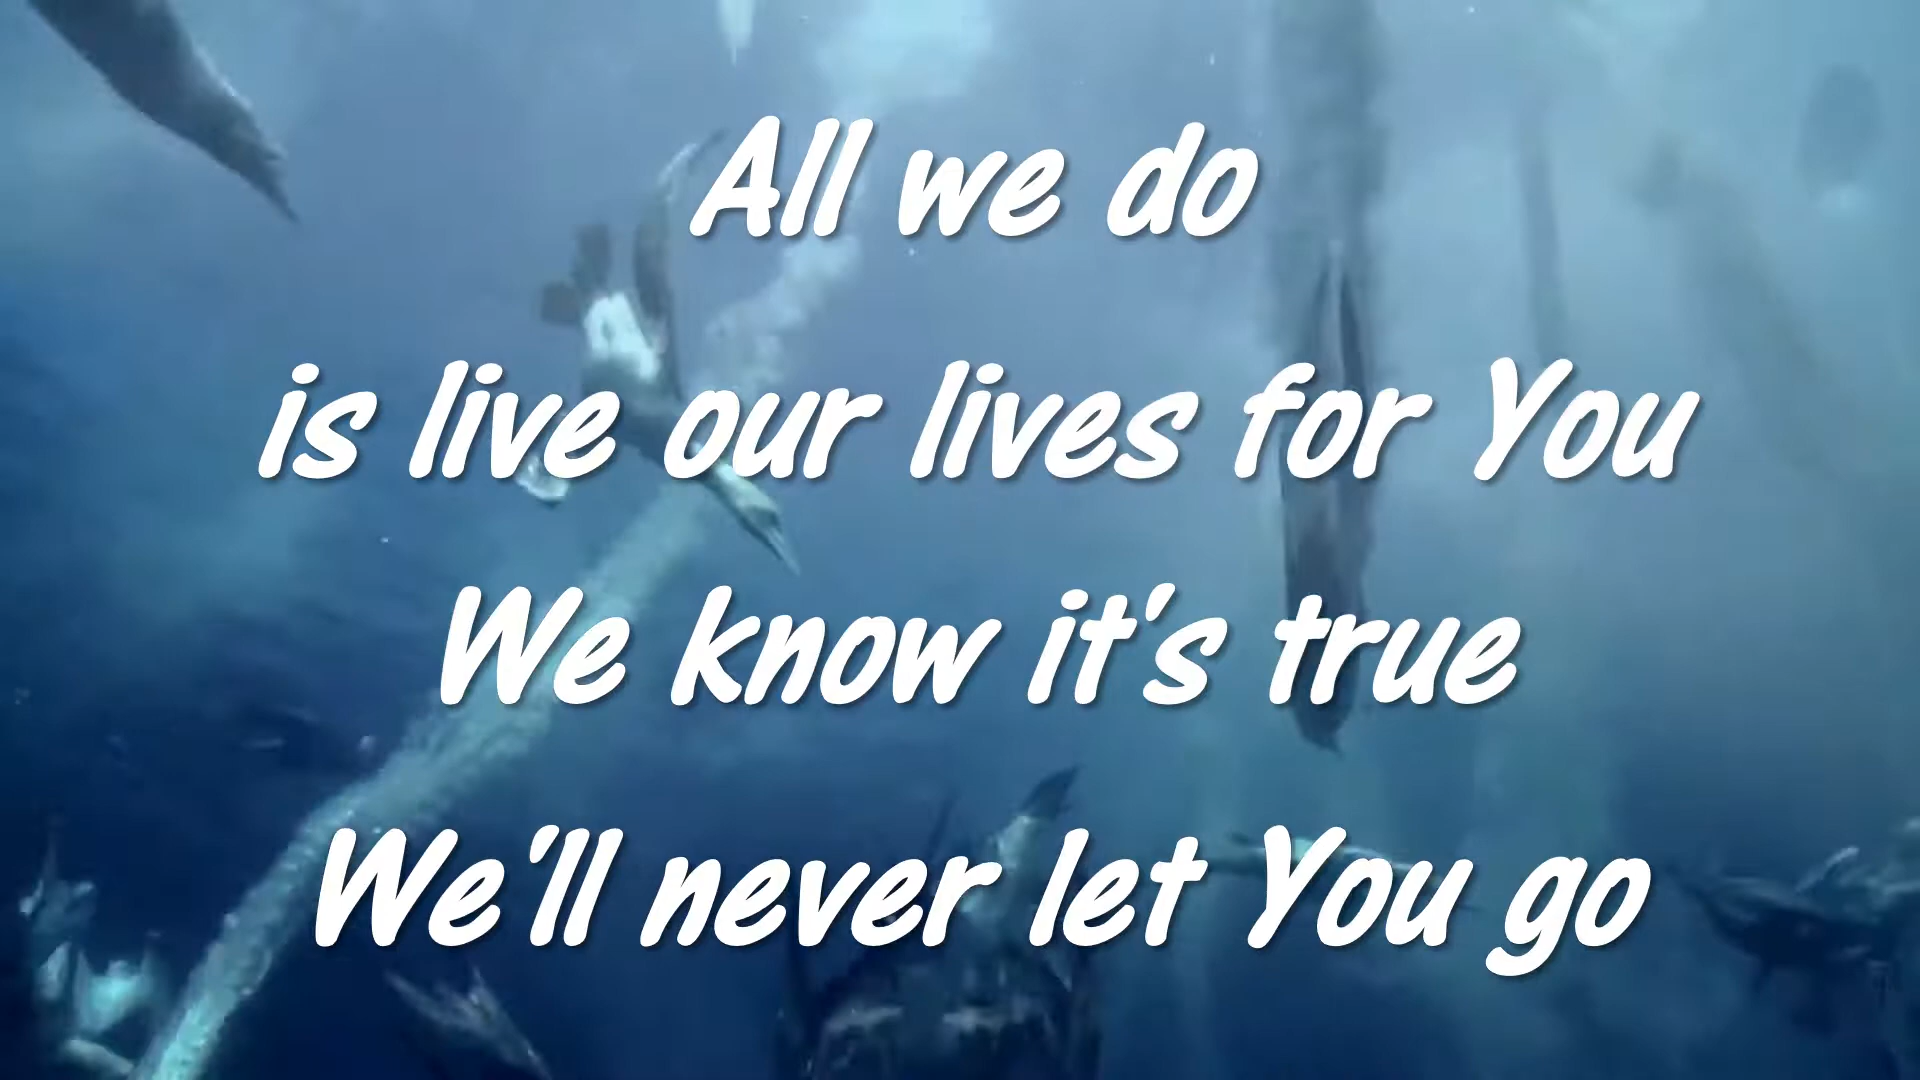 All we do
is live our lives for You
We know it's true
We'll never let You go